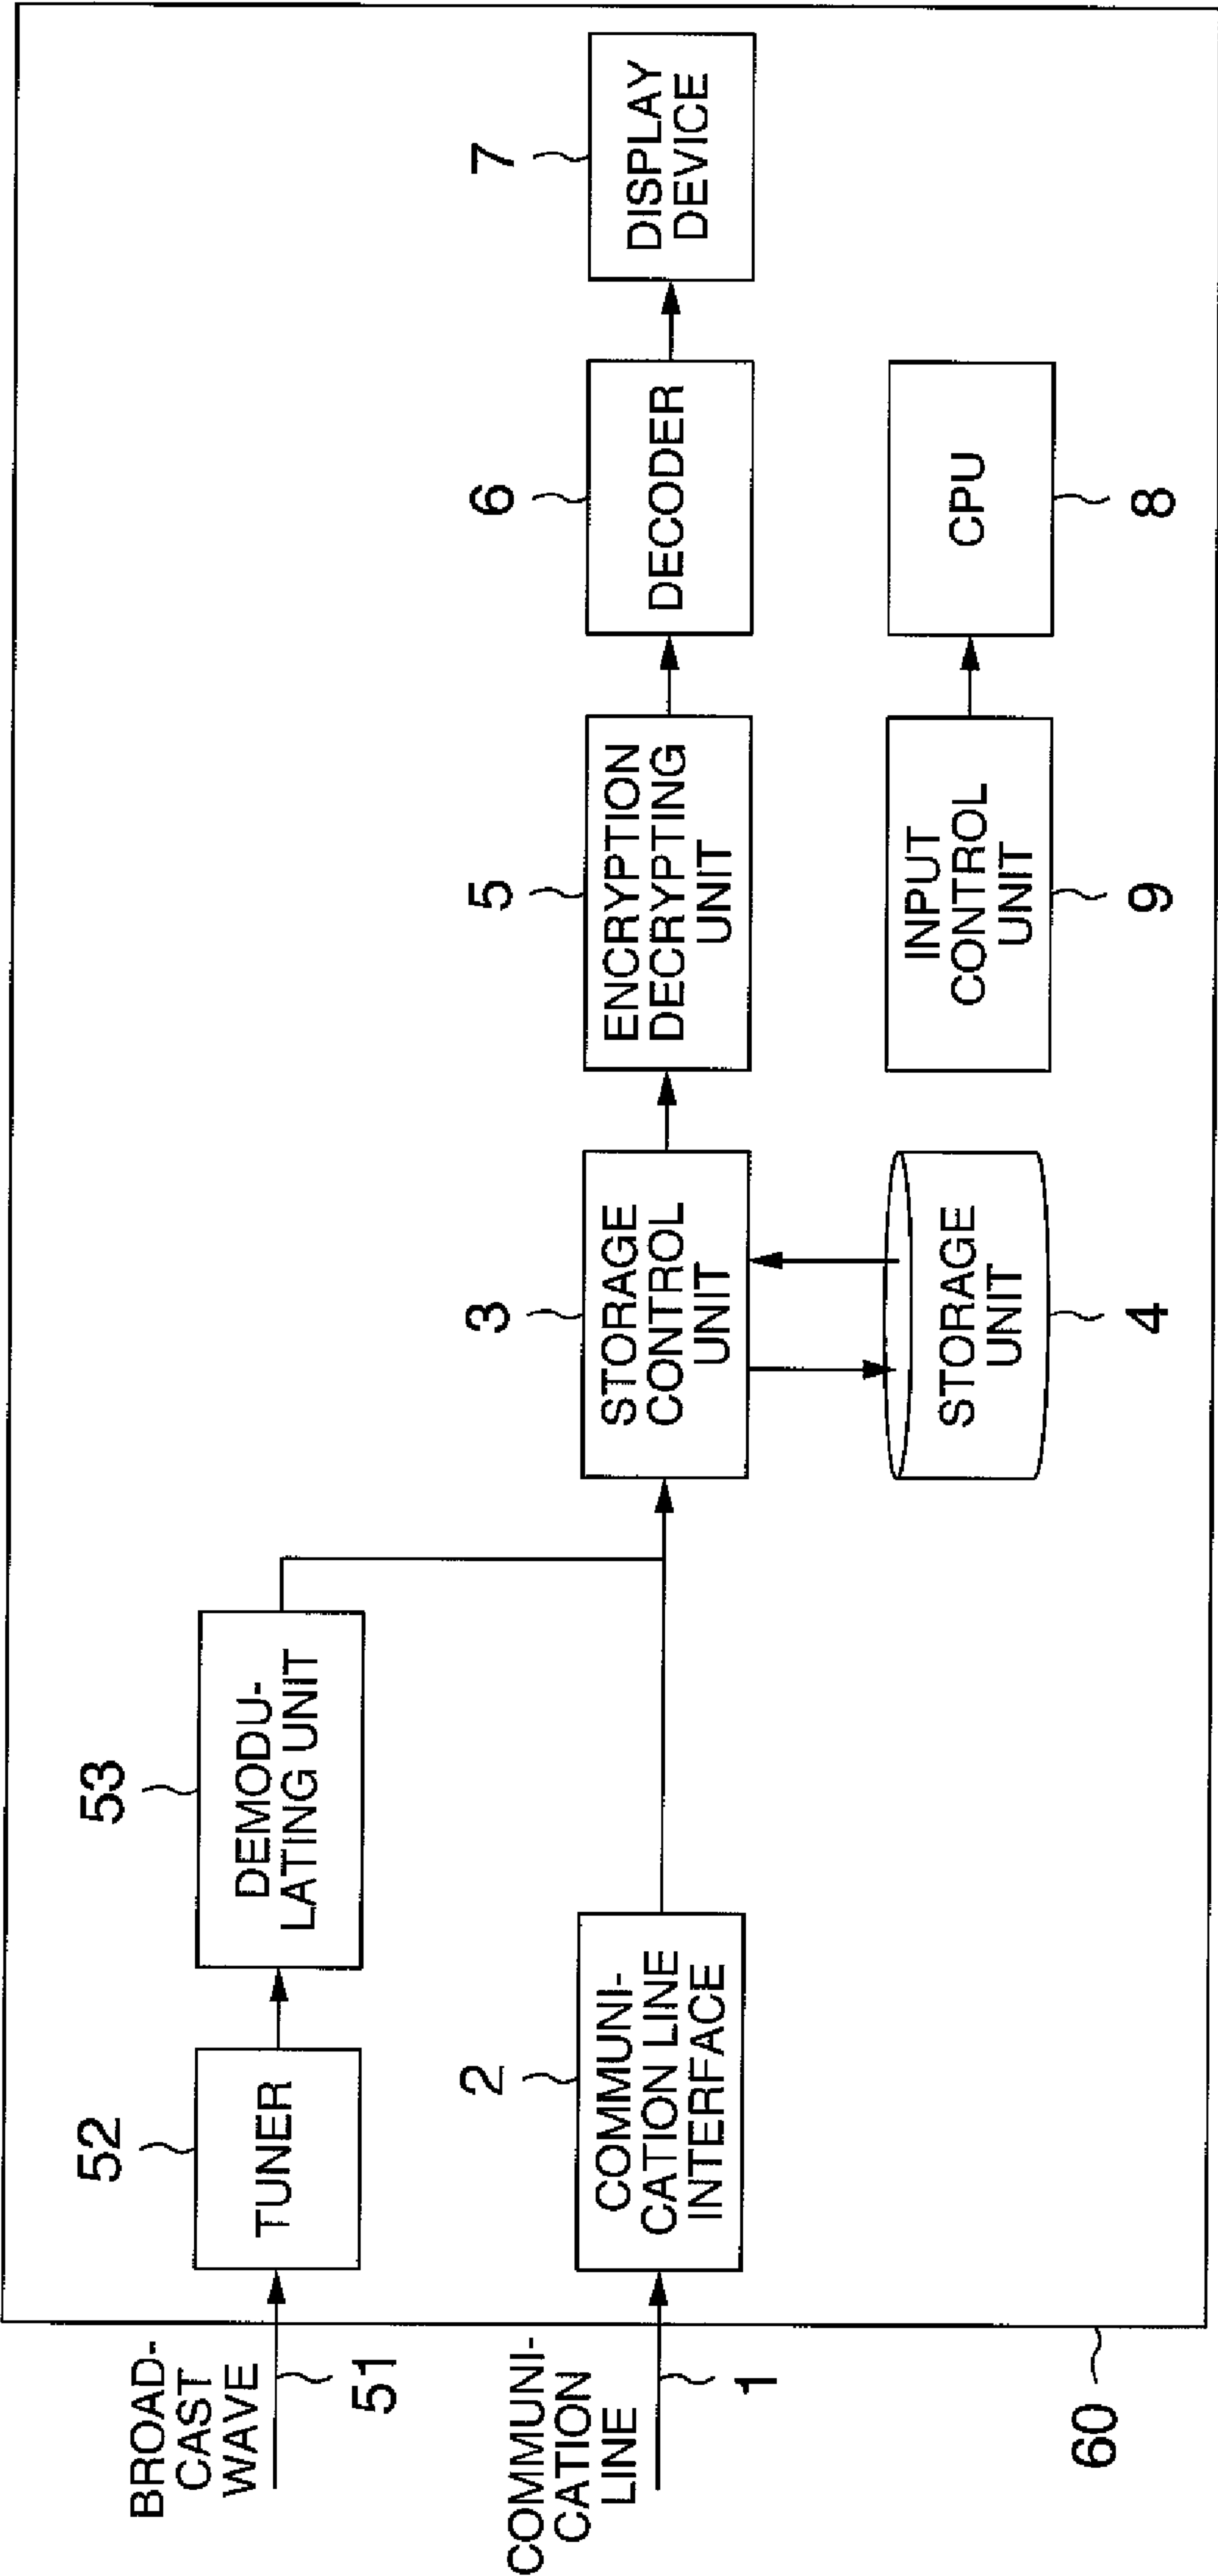 BROAD-
CAST
WAVE
51
52
TUNER
53
DEMODU-
LATING UNIT
COMMUNI-
CATION
LINE
1
2
COMMUNI-
CATION LINE
INTERFACE
3
STORAGE
CONTROL
UNIT
4
STORAGE
UNIT
5
ENCRYPTION
DECRYPTING
UNIT
6
DECODER
7
DISPLAY
DEVICE
9
INPUT
CONTROL
UNIT
8
CPU
60